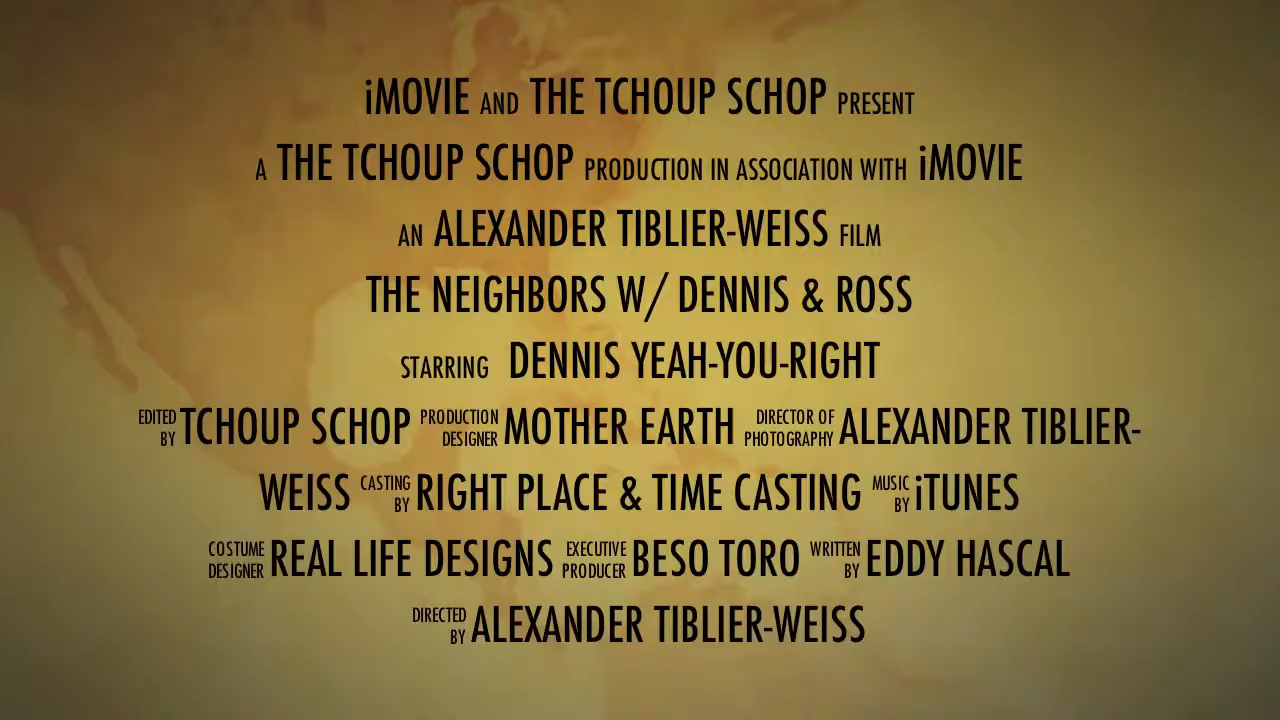 iMOVIE AND THE TCHOUP SCHOP PRESENT
A THE TCHOUP SCHOP PRODUCTION IN ASSOCIATION WITH iMOVIE
AN ALEXANDER TIBLIER-WEISS FILM
THE NEIGHBORS W/ DENNIS & ROSS
STARRING DENNIS YEAH-YOU-RIGHT
EDITED BY TCHOUP SCHOP PRODUCTION DESIGNER MOTHER EARTH DIRECTOR OF PHOTOGRAPHY ALEXANDER TIBLIER-
WEISS CASTING BY RIGHT PLACE & TIME CASTING MUSIC BY iTUNES
COSTUME DESIGNER REAL LIFE DESIGNS EXECUTIVE PRODUCER BESO TORO WRITTEN BY EDDY HASCAL
DIRECTED BY ALEXANDER TIBLIER-WEISS